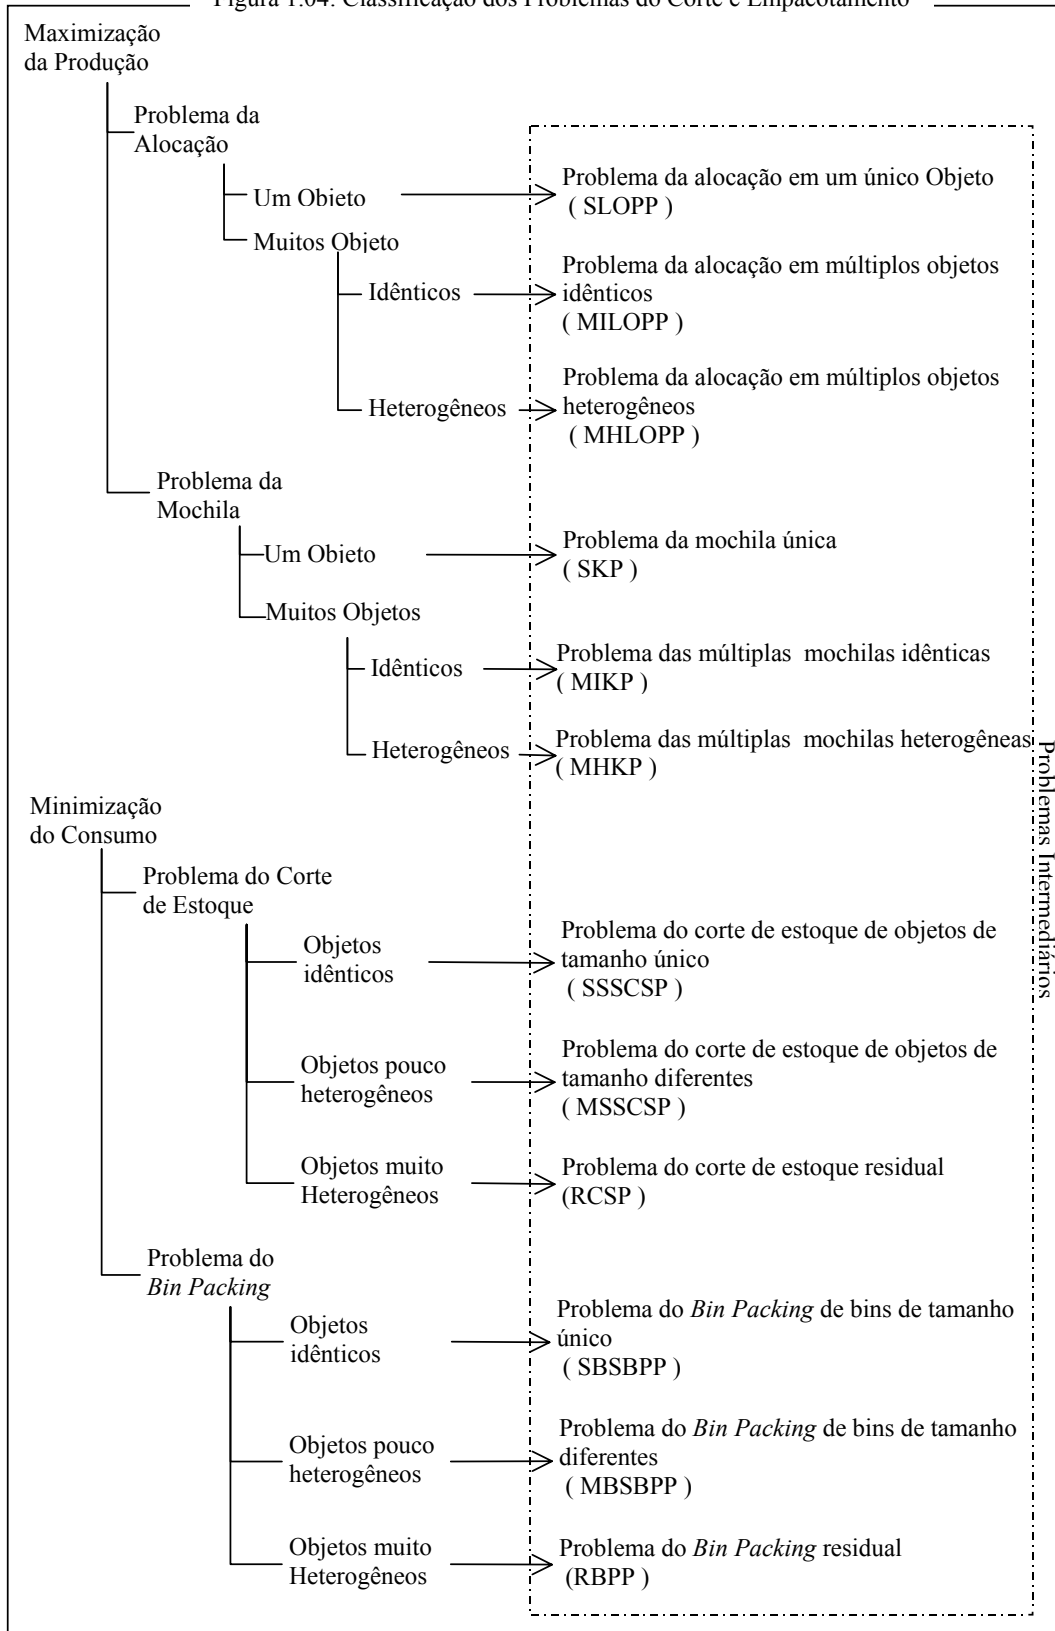 Figura 1.04: Classificação dos Problemas do Corte e Empacotamento
Maximização
da Produção
Problema da
Alocação
Um Objeto
Problema da alocação em um único Objeto
( SLOPP )
Muitos Objeto
Idênticos
Problema da alocação em múltiplos objetos
idênticos
( MILOPP )
Heterogêneos
Problema da alocação em múltiplos objetos
heterogêneos
( MHLOPP )
Problema da
Mochila
Um Objeto
Problema da mochila única
( SKP )
Muitos Objetos
Idênticos
Problema das múltiplas mochilas idênticas
( MIKP )
Heterogêneos
Problema das múltiplas mochilas heterogêneas
( MHKP )
Minimização
do Consumo
Problema do Corte
de Estoque
Objetos
idênticos
Problema do corte de estoque de objetos de
tamanho único
( SSSCSP )
Objetos pouco
heterogêneos
Problema do corte de estoque de objetos de
tamanho diferentes
( MSSCSP )
Objetos muito
Heterogêneos
Problema do corte de estoque residual
(RCSP )
Problema do
Bin Packing
Objetos
idênticos
Problema do Bin Packing de bins de tamanho
único
( SBSBPP )
Objetos pouco
heterogêneos
Problema do Bin Packing de bins de tamanho
diferentes
( MBSBPP )
Objetos muito
Heterogêneos
Problema do Bin Packing residual
(RBPP )
Problemas Intermediários